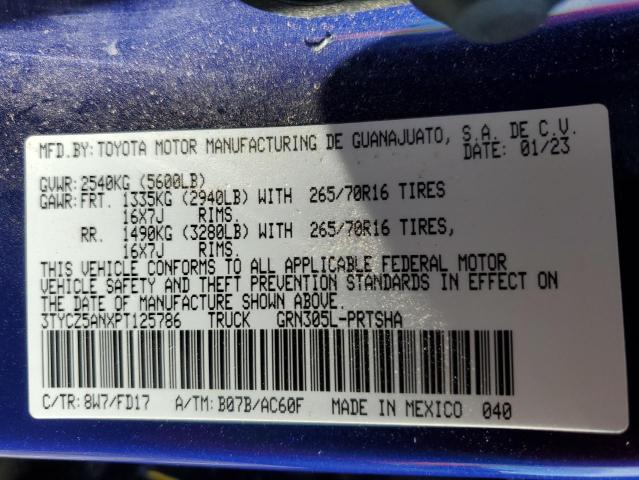 MFD.BY:TOYOTA MOTOR MANUFACTURING DE GUANAJUATO, S.A. DE C.V.
DATE: 01/23
GVWR:2540KG (5600LB)
GAWR:FRT. 1335KG (2940LB) WITH 265/70R16 TIRES
16X7J RIMS.
RR. 1490KG (3280LB) WITH 265/70R16 TIRES,
16X7J RIMS.
THIS VEHICLE CONFORMS TO ALL APPLICABLE FEDERAL MOTOR
VEHICLE SAFETY AND THEFT PREVENTION STANDARDS IN EFFECT ON
THE DATE OF MANUFACTURE SHOWN ABOVE.
3TYCZ5ANXPT125786 TRUCK GRN305L-PRTSHA
C/TR:8W7/FD17 A/TM:B07B/AC60F MADE IN MEXICO 040